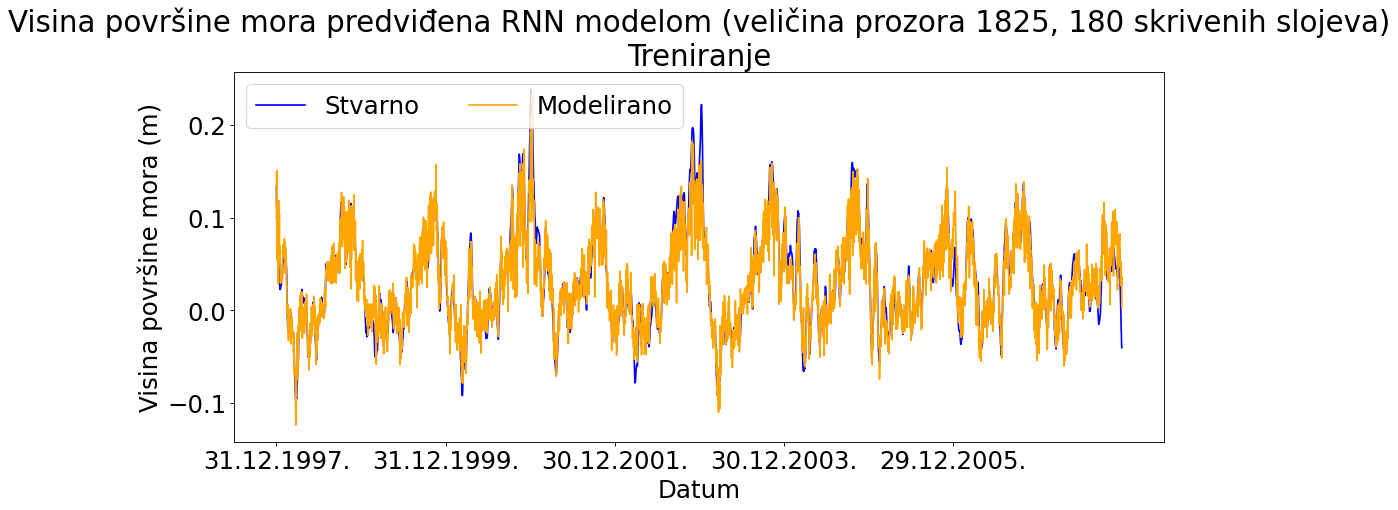 Visina površine mora predviđena RNN modelom (veličina prozora 1825, 180 skrivenih slojeva)
Treniranje
Stvarno Modelirano
Visina površine mora (m)
0.2
0.1
0.0
−0.1
31.12.1997. 31.12.1999. 30.12.2001. 30.12.2003. 29.12.2005.
Datum